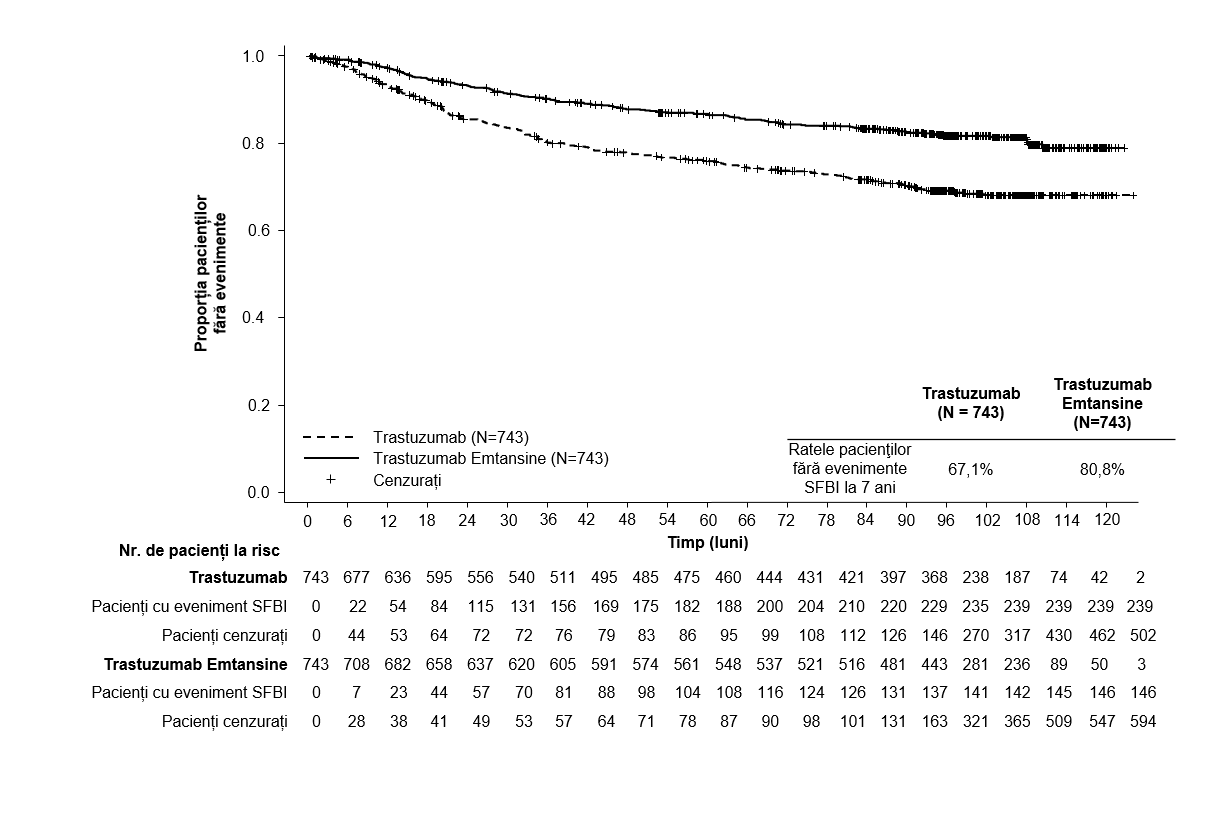 1.0
0.8
0.6
0.4
0.2
0.0
Proporția pacienților
fără evenimente
Trastuzumab
(N = 743)
Trastuzumab
Emtansine
(N=743)
Ratele pacienţilor
fără evenimente
SFBI la 7 ani
67,1%
80,8%
Trastuzumab (N=743)
Trastuzumab Emtansine (N=743)
Cenzurați
0 6 12 18 24 30 36 42 48 54 60 66 72 78 84 90 96 102 108 114 120
Timp (luni)
Nr. de pacienți la risc
Trastuzumab 743 677 636 595 556 540 511 495 485 475 460 444 431 421 397 368 238 187 74 42 2
Pacienți cu eveniment SFBI 0 22 54 84 115 131 156 169 175 182 188 200 204 210 220 229 235 239 239 239 239
Pacienți cenzurați 0 44 53 64 72 72 76 79 83 86 95 99 108 112 126 146 270 317 430 462 502
Trastuzumab Emtansine 743 708 682 658 637 620 605 591 574 561 548 537 521 516 481 443 281 236 89 50 3
Pacienți cu eveniment SFBI 0 7 23 44 57 70 81 88 98 104 108 116 124 126 131 137 141 142 145 146 146
Pacienți cenzurați 0 28 38 41 49 53 57 64 71 78 87 90 98 101 131 163 321 365 509 547 594